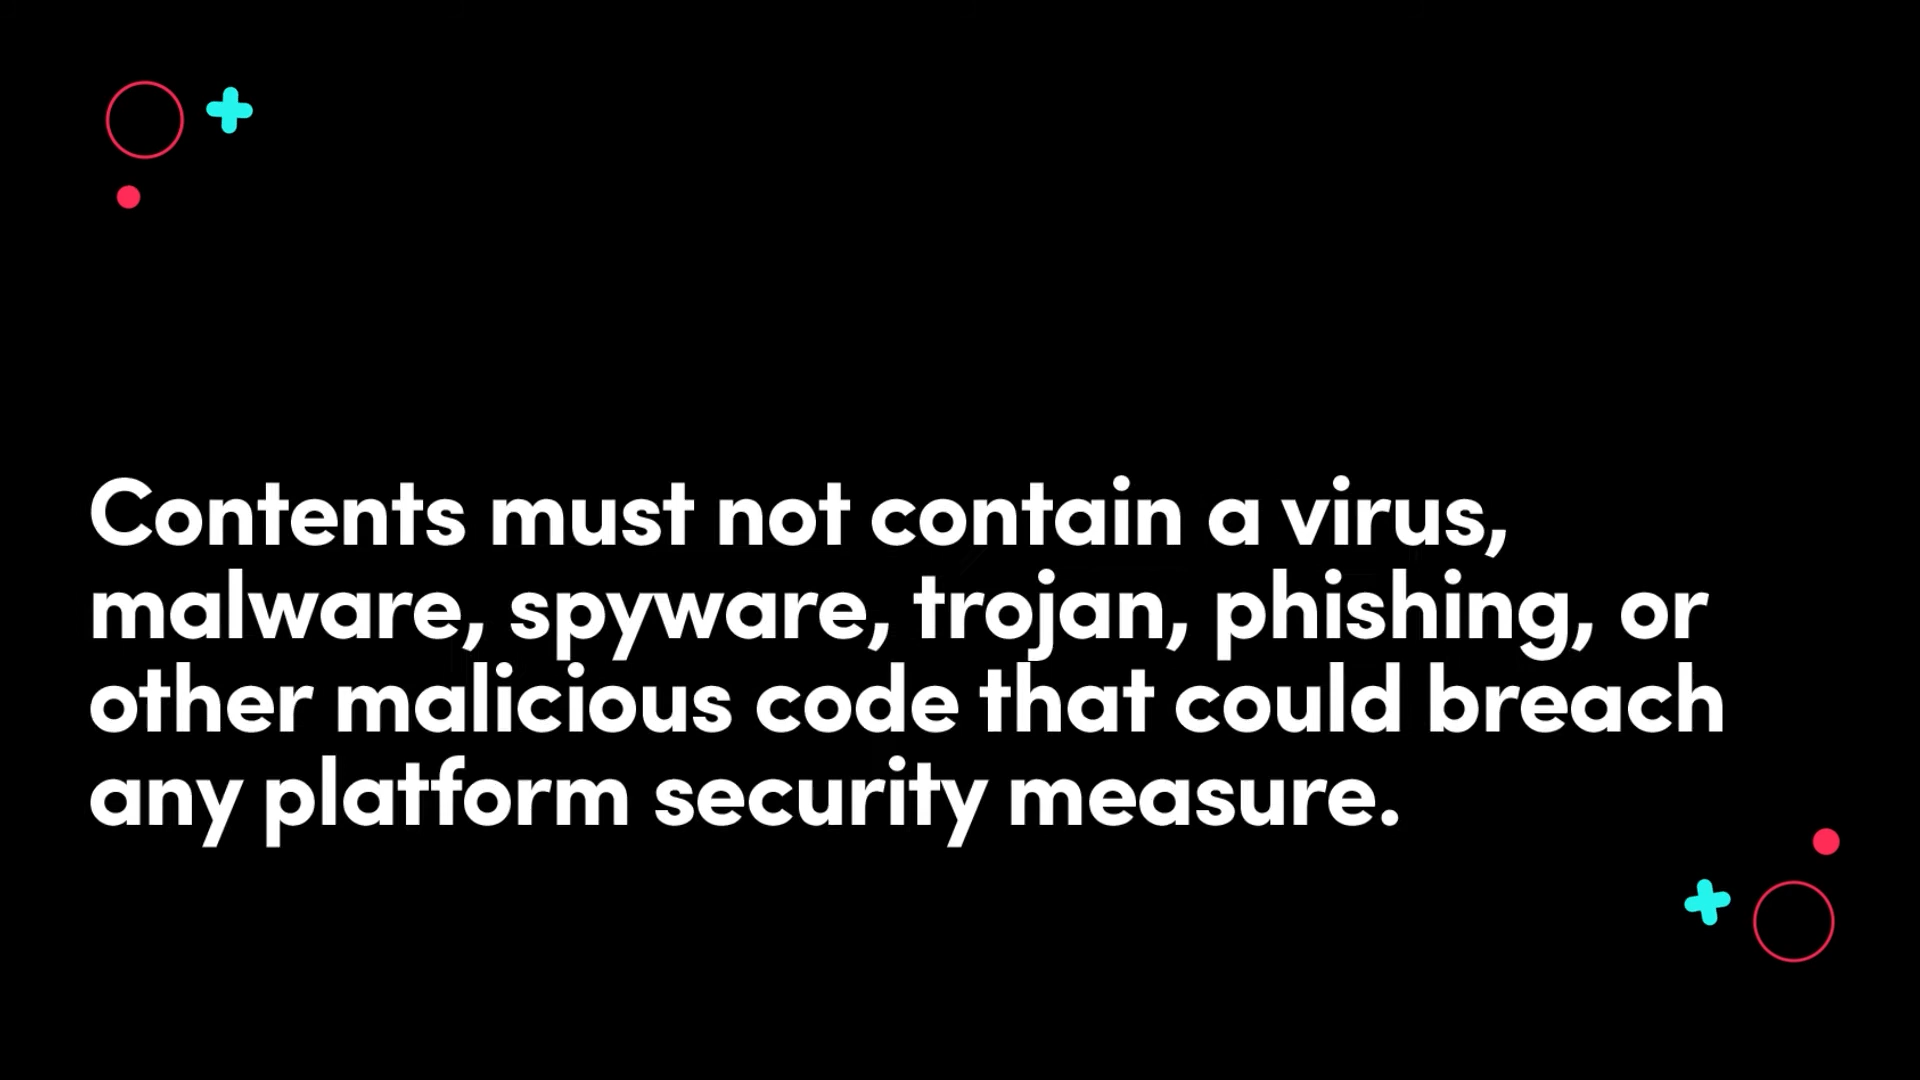 Contents must not contain a virus,
malware, spyware, trojan, phishing, or
other malicious code that could breach
any platform security measure.